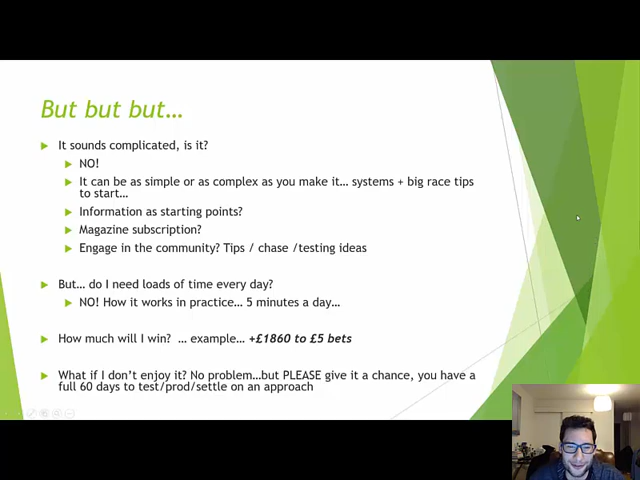 But but but…
It sounds complicated, is it?
NO!
It can be as simple or as complex as you make it… systems + big race tips
to start…
Information as starting points?
Magazine subscription?
Engage in the community? Tips / chase /testing ideas
But… do I need loads of time every day?
NO! How it works in practice… 5 minutes a day…
How much will I win?  … example… +£1860 to £5 bets
What if I don’t enjoy it? No problem…but PLEASE give it a chance, you have a
full 60 days to test/prod/settle on an approach